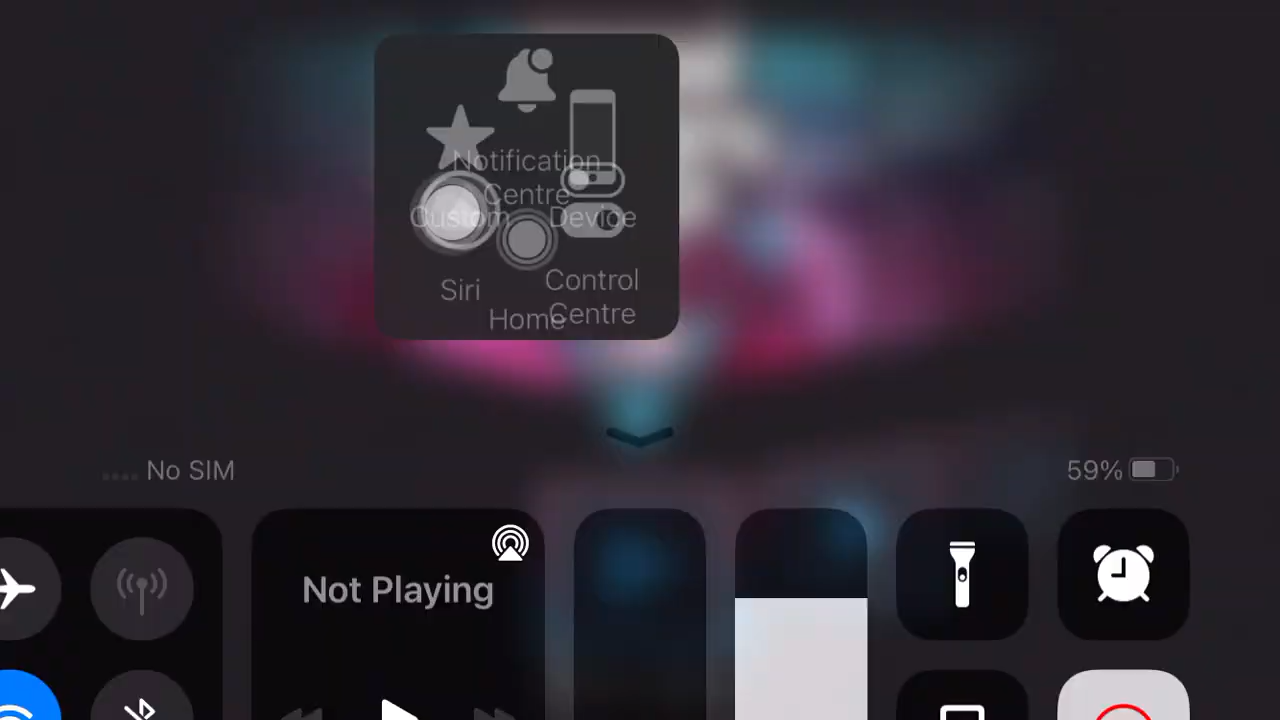 Notification
Centre
Custom
Device
Siri
Control
Centre
Home
No SIM
59%
Not Playing